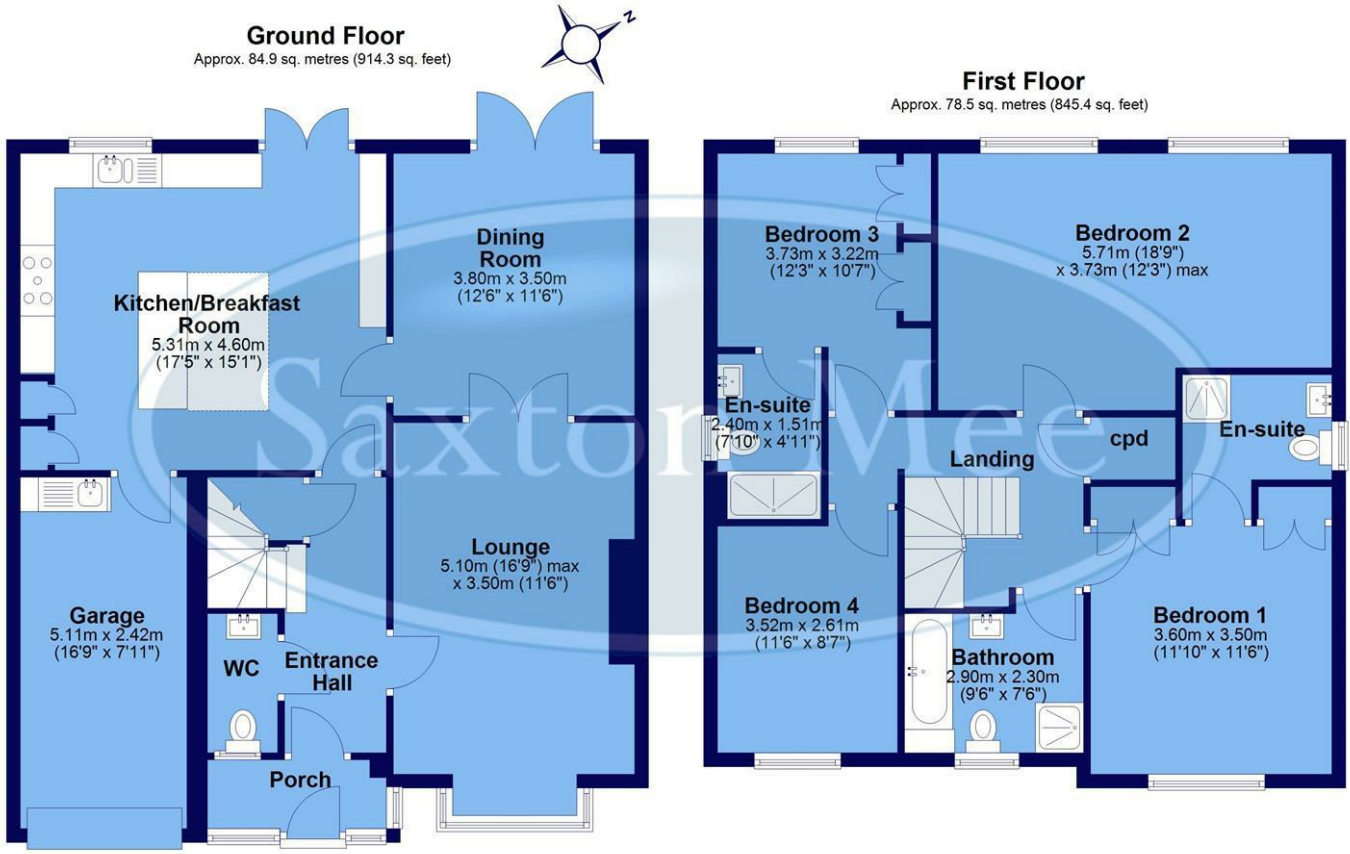 Ground Floor
Approx. 84.9 sq. metres (914.3 sq. feet)
N
Kitchen/Breakfast
Room
5.31m x 4.60m
(17'5" x 15'1")
Dining
Room
3.80m x 3.50m
(12'6" x 11'6")
Lounge
5.10m (16'9") max
x 3.50m (11'6")
Garage
5.11m x 2.42m
(16'9" x 7'11")
WC
Entrance
Hall
Porch
First Floor
Approx. 78.5 sq. metres (845.4 sq. feet)
Bedroom 3
3.73m x 3.22m
(12'3" x 10'7")
Bedroom 2
5.71m (18'9")
x 3.73m (12'3") max
En-suite
2.40m x 1.51m
(7'10" x 4'11")
Landing
cpd
En-suite
Bedroom 4
3.52m x 2.61m
(11'6" x 8'7")
Bathroom
2.90m x 2.30m
(9'6" x 7'6")
Bedroom 1
3.60m x 3.50m
(11'10" x 11'6")
Saxton Mee